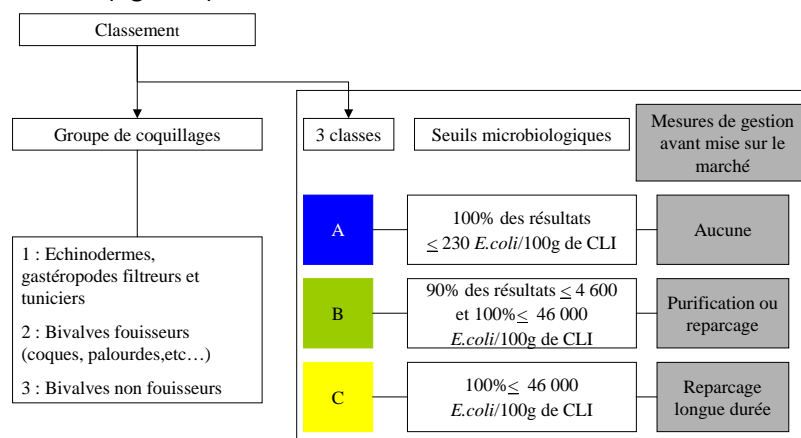 Classement
Groupe de coquillages
3 classes
Seuils microbiologiques
Mesures de gestion
avant mise sur le
marché
1 : Echinodermes,
gastéropodes filtreurs et
tuniciers
2 : Bivalves fouisseurs
(coques, palourdes,etc…)
3 : Bivalves non fouisseurs
A
100% des résultats
≤ 230 E.coli/100g de CLI
Aucune
B
90% des résultats ≤ 4 600
et 100%≤ 46 000
E.coli/100g de CLI
Purification ou
reparcage
C
100%≤ 46 000
E.coli/100g de CLI
Reparcage
longue durée